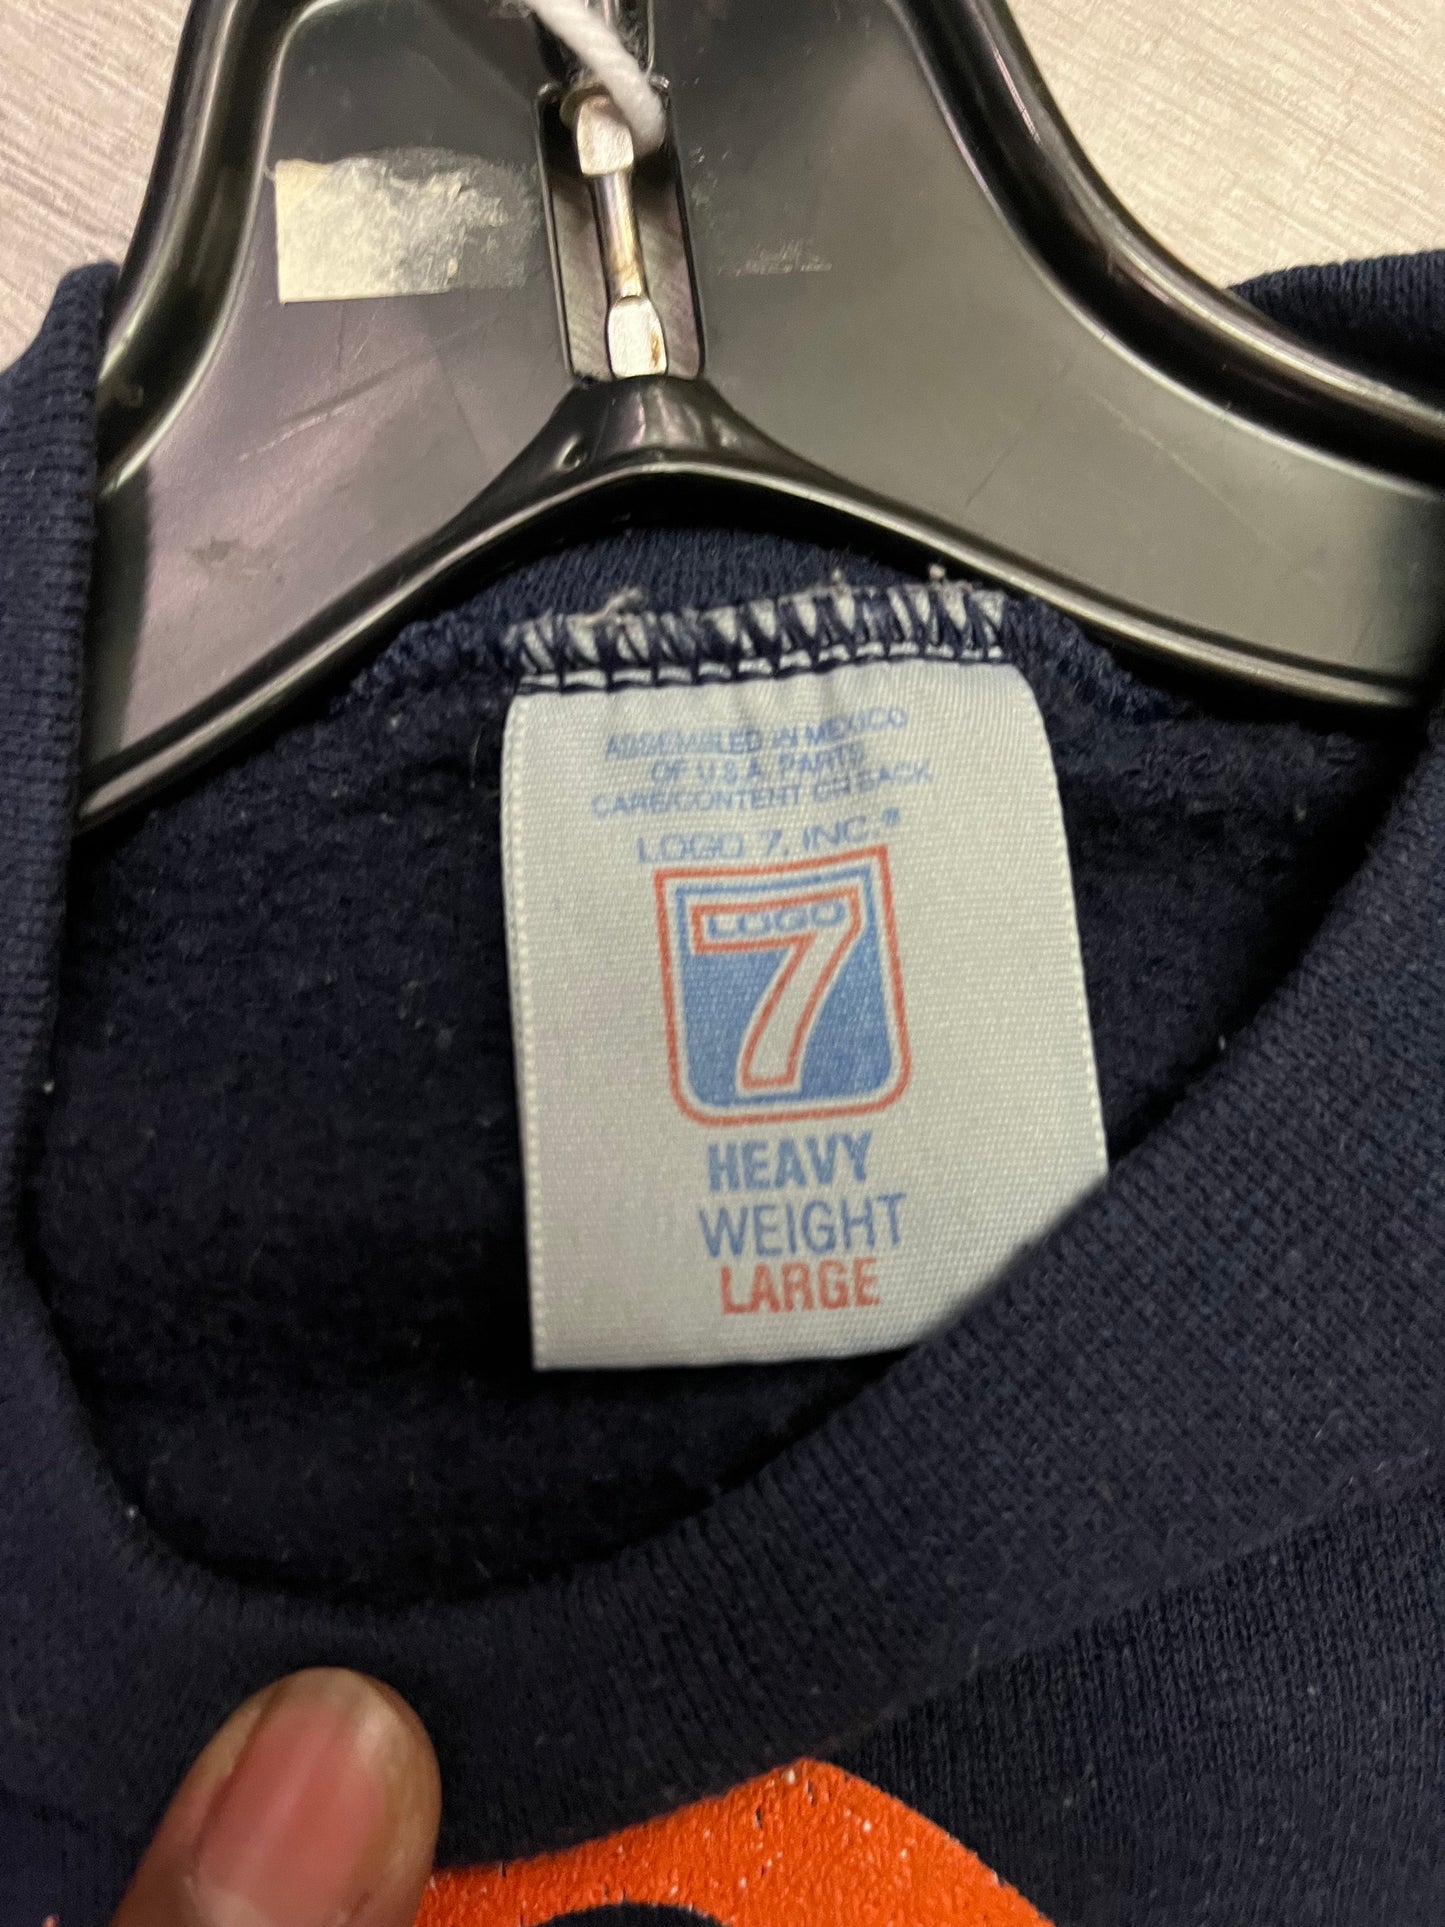 ASSEMBLED IN MEXICO
OF U.S.A. PARTS
CARE/CONTENT ON BACK
LOGO 7, INC.®
LOGO
7
HEAVY
WEIGHT
LARGE